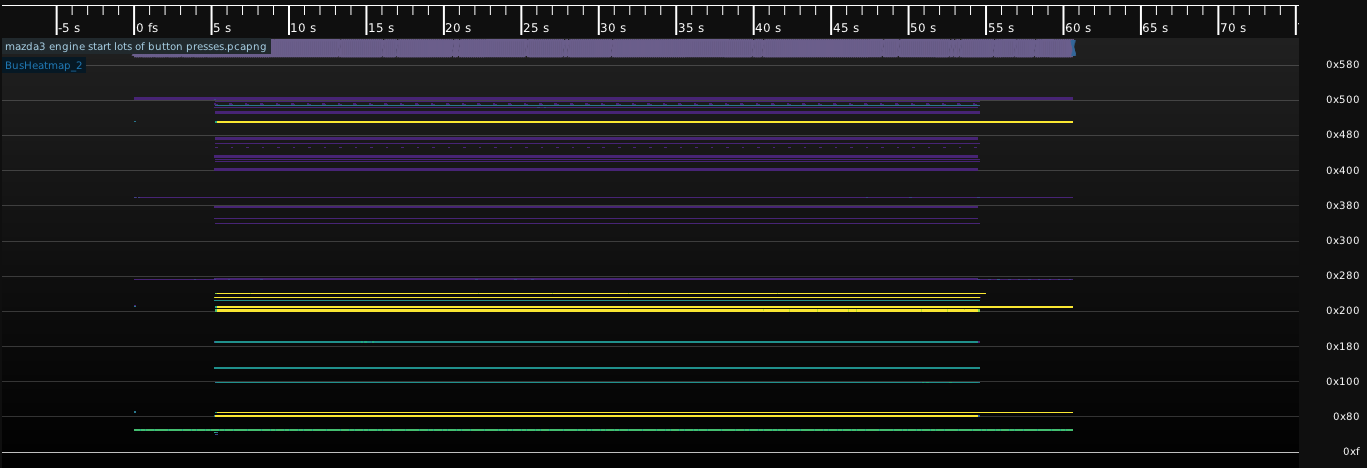 -5 s 0 fs 5 s 10 s 15 s 20 s 25 s 30 s 35 s 40 s 45 s 50 s 55 s 60 s 65 s 70 s
mazda3 engine start lots of button presses.pcapng
BusHeatmap_2
0x580
0x500
0x480
0x400
0x380
0x300
0x280
0x200
0x180
0x100
0x80
0xf